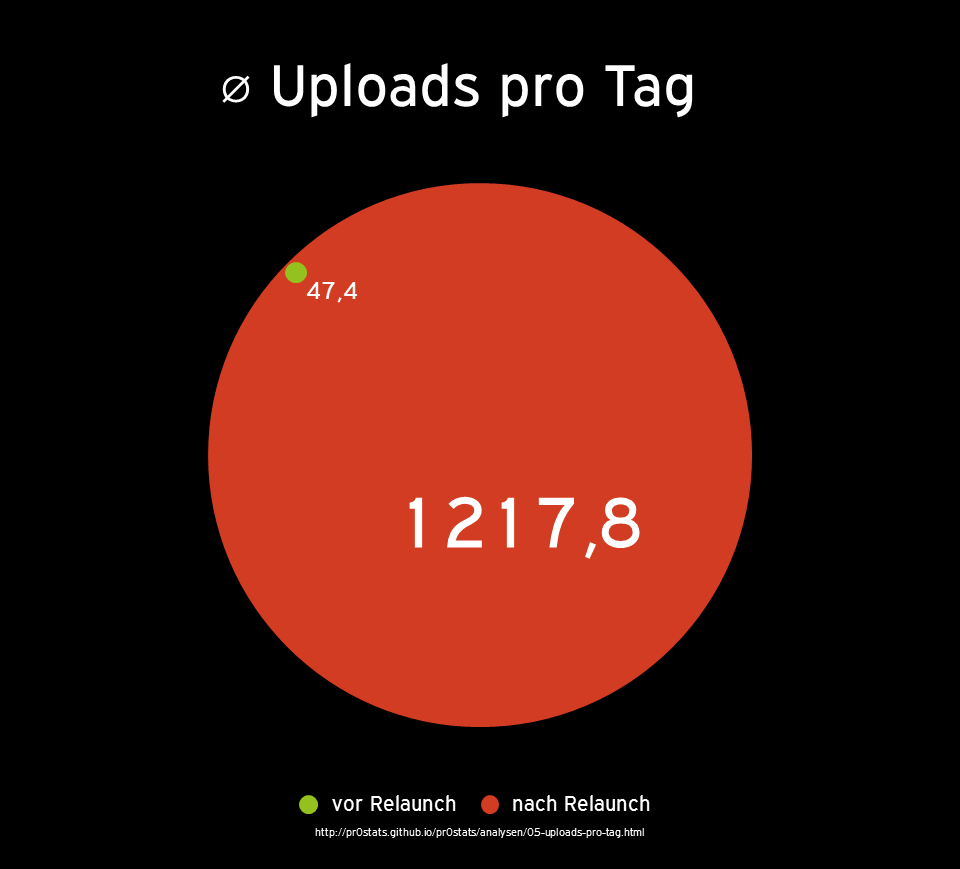 ∅ Uploads pro Tag
47,4
1217,8
vor Relaunch nach Relaunch
http://pr0stats.github.io/pr0stats/analysen/05-uploads-pro-tag.html